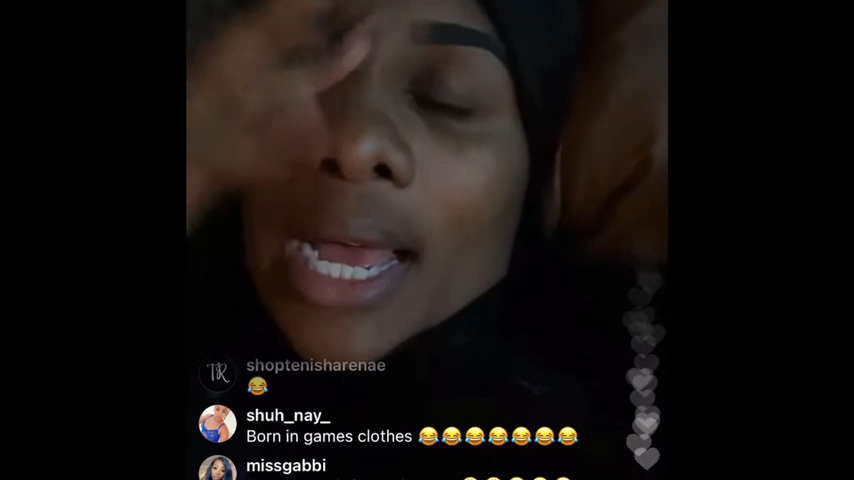 shoptenisharenae
TR
😂
shuh_nay_
Born in games clothes 😂😂😂😂😂😂😂
missgabbi